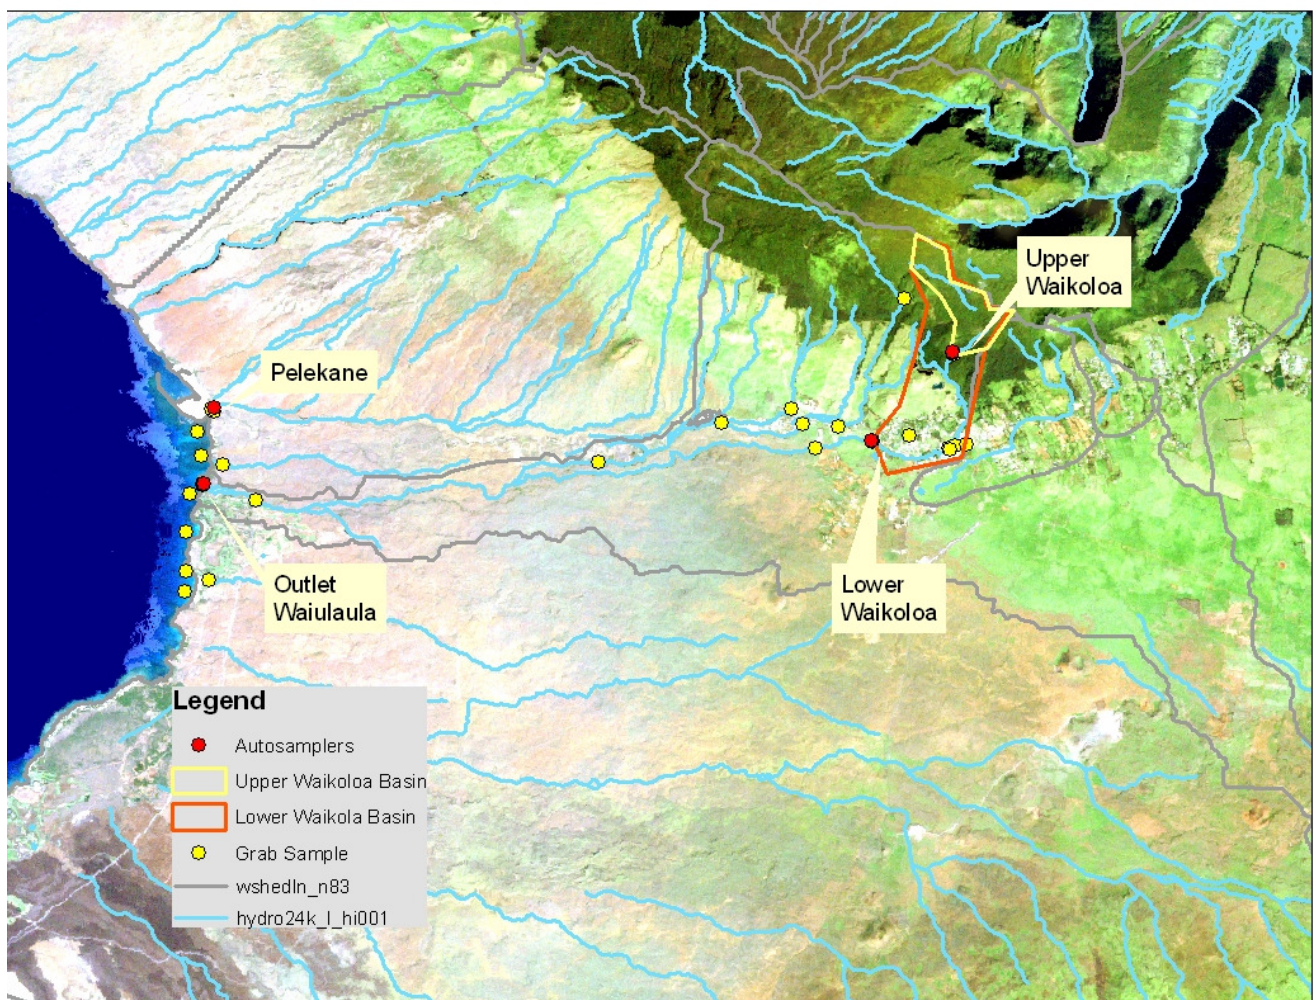 Upper
Waikoloa
Pelekane
Outlet
Waiulaula
Lower
Waikoloa
Legend
Autosamplers
Upper Waikoloa Basin
Lower Waikola Basin
Grab Sample
wshedln_n83
hydro24k_l_hi001